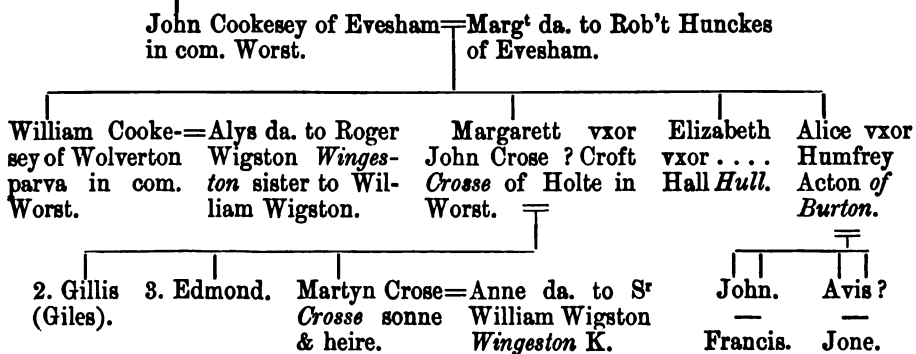 John Cookesey of Evesham=Margᵗ da. to Rob't Hunckes
in com. Worst. of Evesham.
William Cooke-=Alys da. to Roger Margarett vxor Elizabeth Alice vxor
sey of Wolverton Wigston Winges- John Crose ? Croft vxor .... Humfrey
parva in com. ton sister to Wil- Crosse of Holte in Hall Hull. Acton of
Worst. liam Wigston. Worst. Burton.
2. Gillis 3. Edmond. Martyn Crose=Anne da. to Sʳ John. Avis ?
(Giles). Crosse sonne William Wigston
& heire. Wingeston K. Francis. Jone.